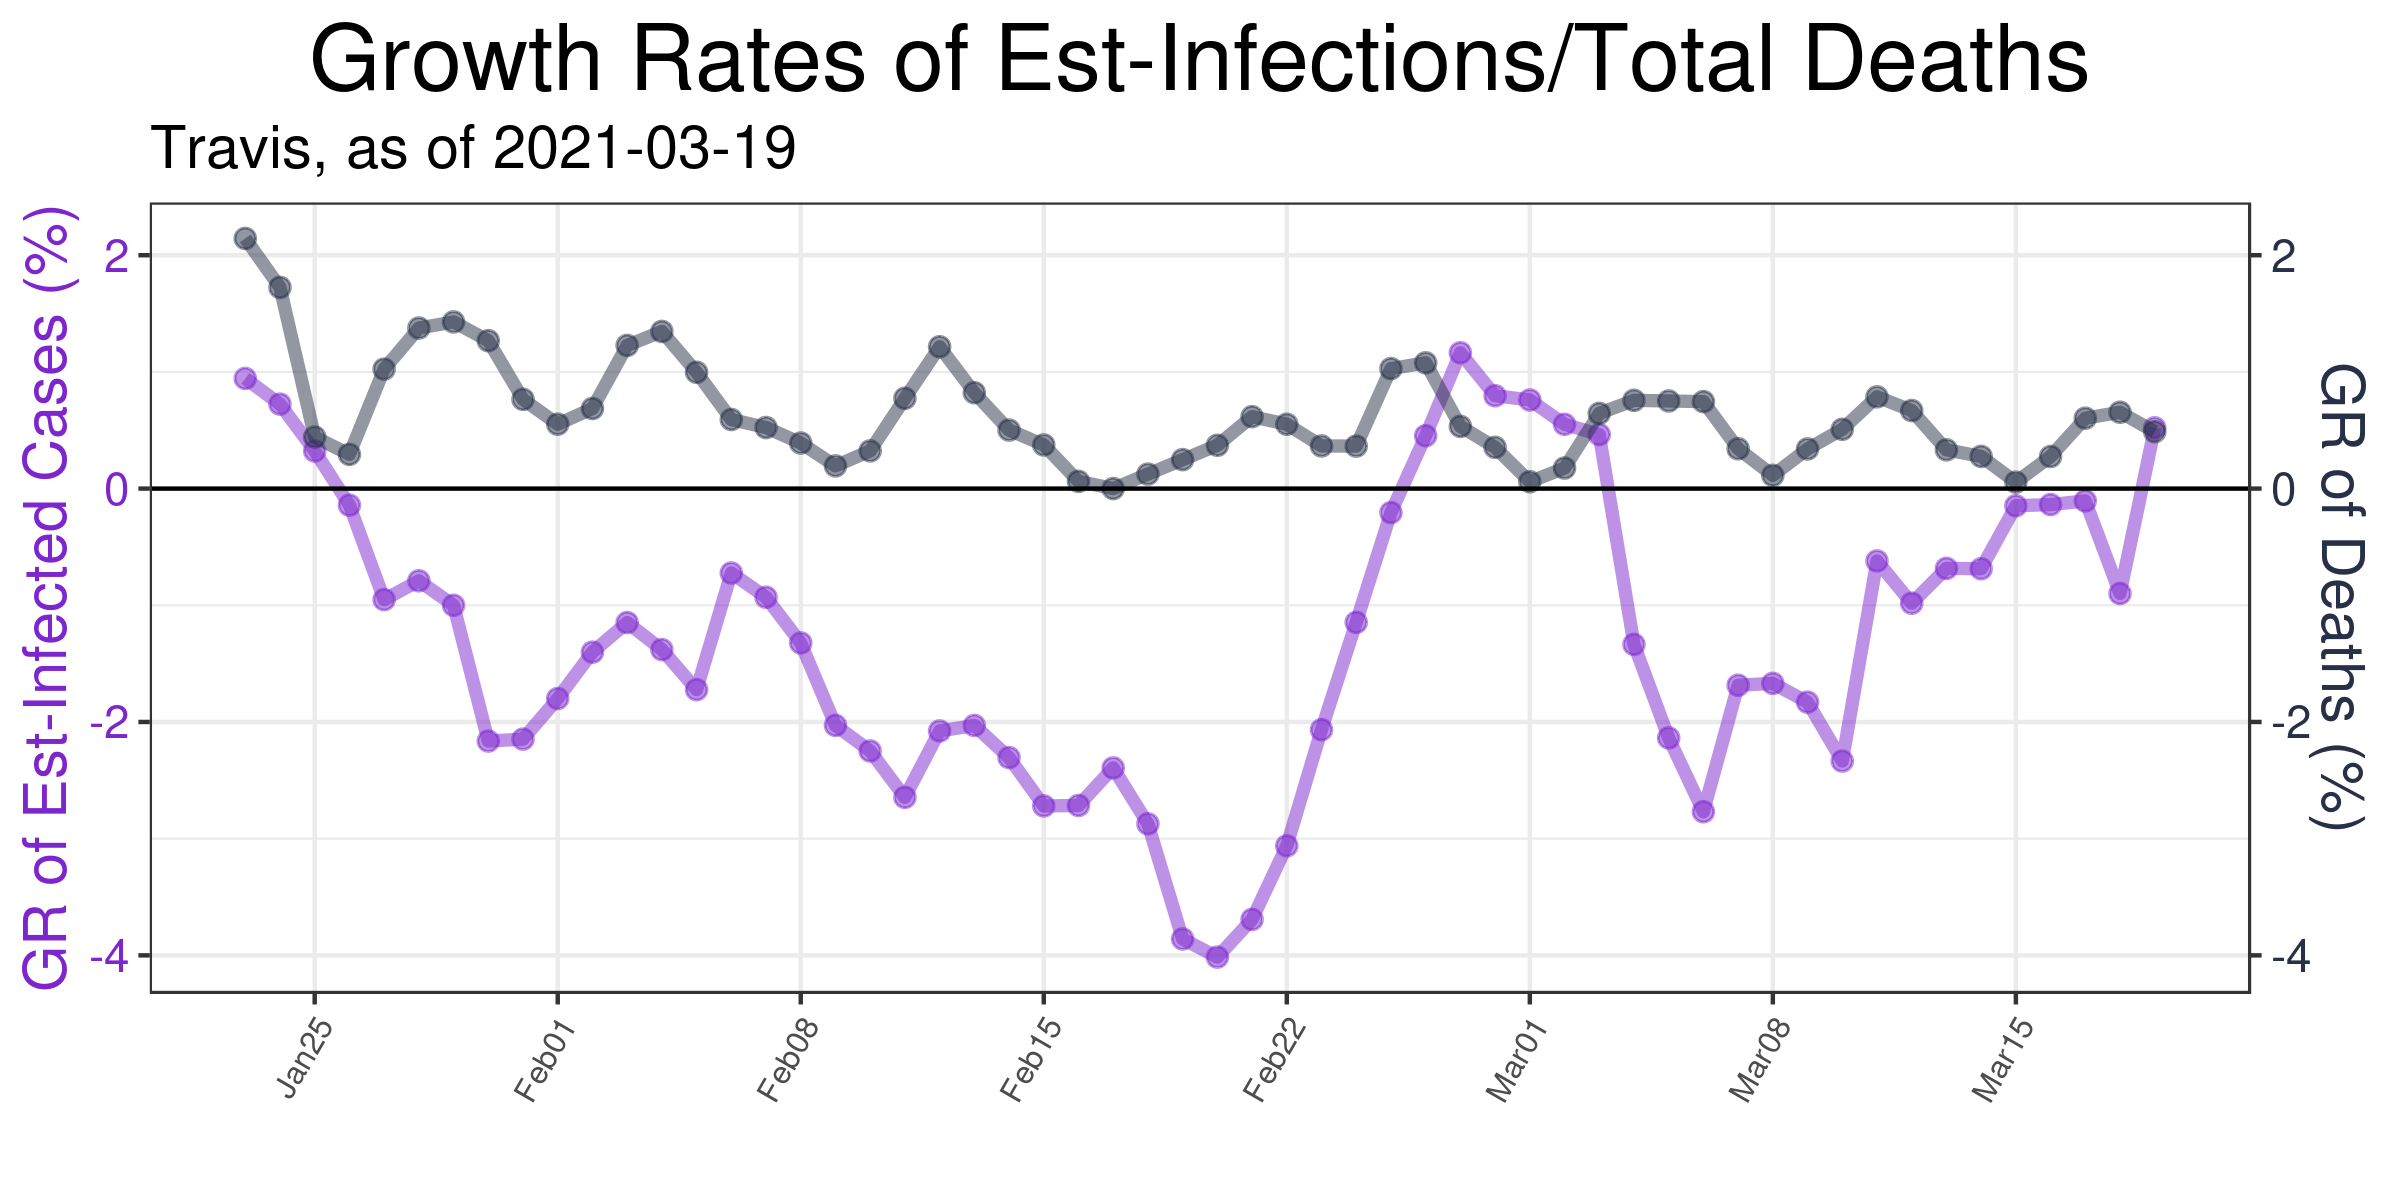 Growth Rates of Est-Infections/Total Deaths
Travis, as of 2021-03-19
GR of Est-Infected Cases (%)
2
0
-2
-4
2
0
-2
-4
GR of Deaths (%)
Jan25
Feb01
Feb08
Feb15
Feb22
Mar01
Mar08
Mar15